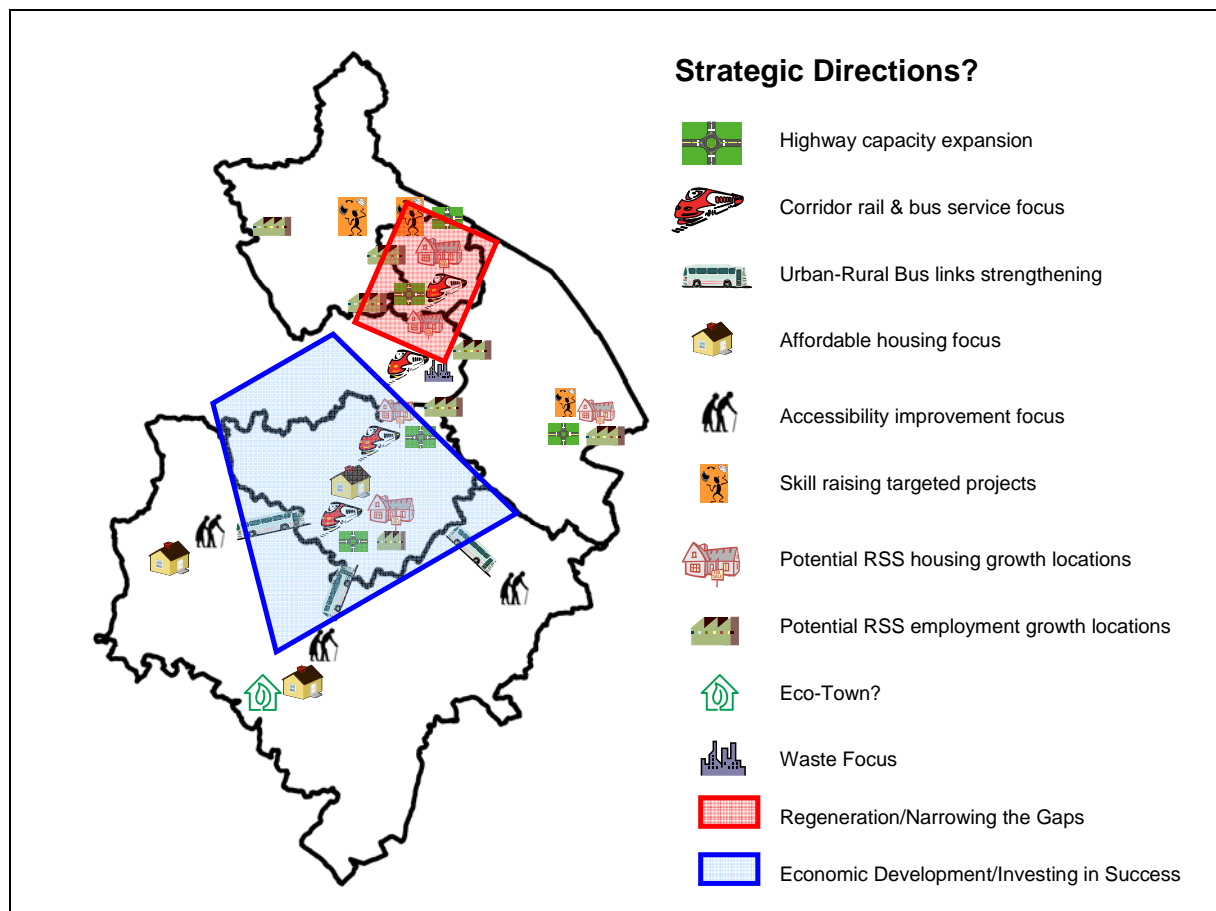 Strategic Directions?
Highway capacity expansion
Corridor rail & bus service focus
Urban-Rural Bus links strengthening
Affordable housing focus
Accessibility improvement focus
Skill raising targeted projects
Potential RSS housing growth locations
Potential RSS employment growth locations
Eco-Town?
Waste Focus
Regeneration/Narrowing the Gaps
Economic Development/Investing in Success